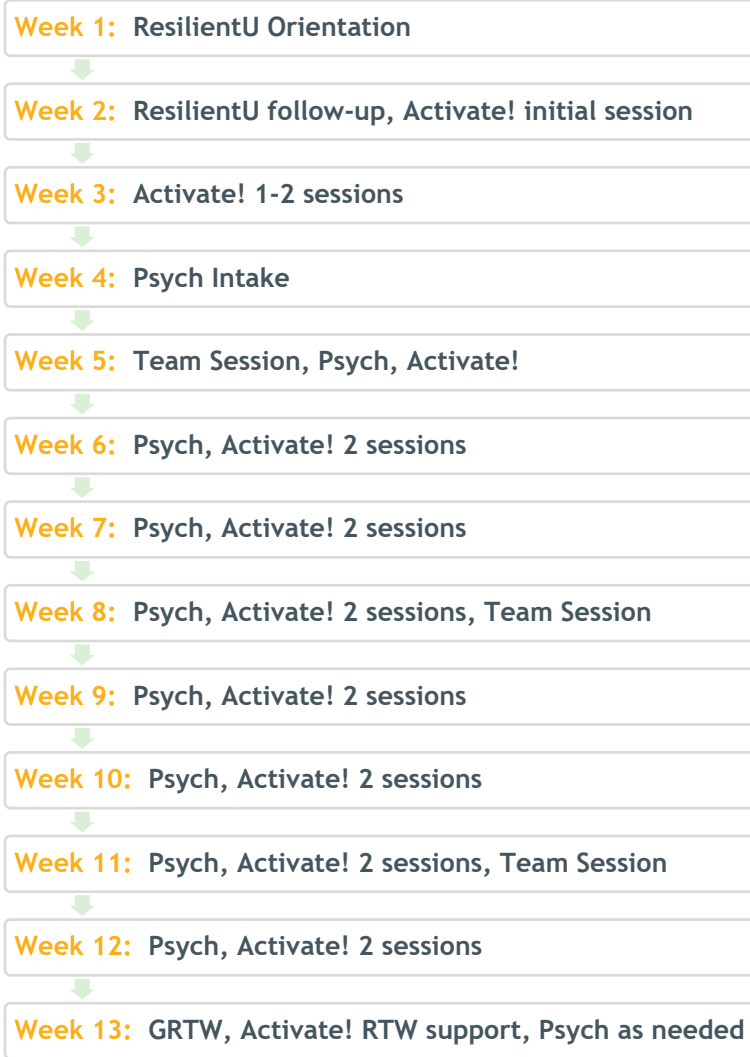 Week 1: ResilientU Orientation
Week 2: ResilientU follow-up, Activate! initial session
Week 3: Activate! 1-2 sessions
Week 4: Psych Intake
Week 5: Team Session, Psych, Activate!
Week 6: Psych, Activate! 2 sessions
Week 7: Psych, Activate! 2 sessions
Week 8: Psych, Activate! 2 sessions, Team Session
Week 9: Psych, Activate! 2 sessions
Week 10: Psych, Activate! 2 sessions
Week 11: Psych, Activate! 2 sessions, Team Session
Week 12: Psych, Activate! 2 sessions
Week 13: GRTW, Activate! RTW support, Psych as needed